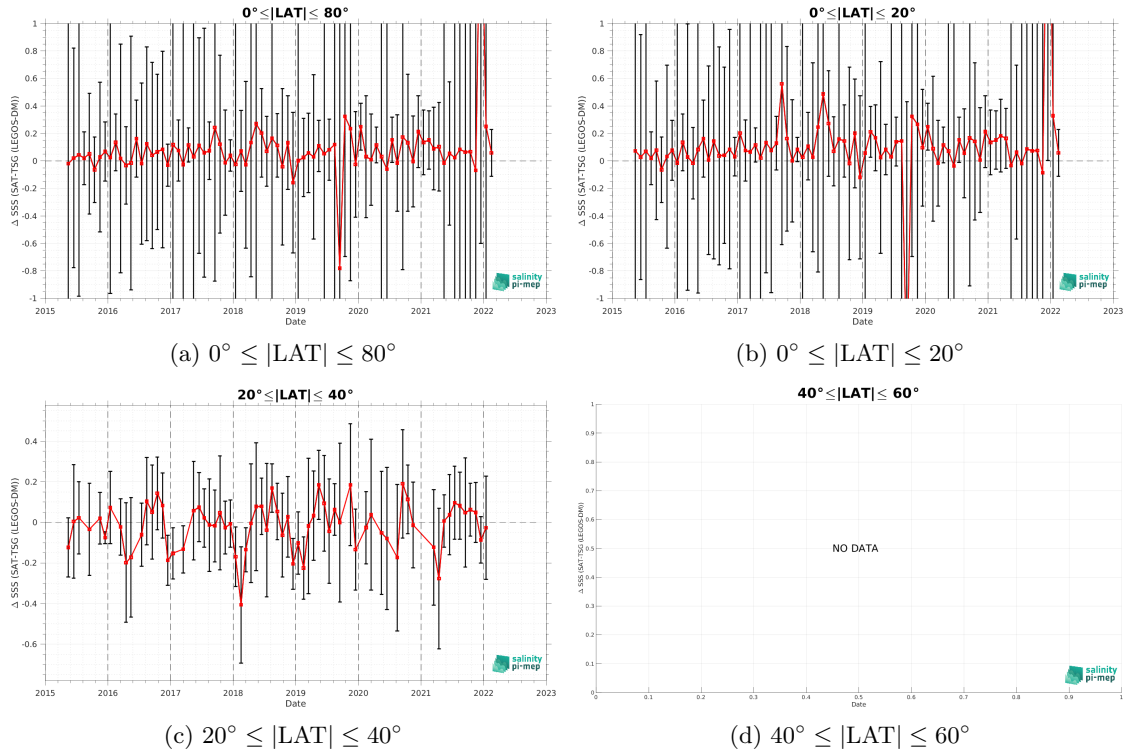 0°≤|LAT|≤ 80°
1
0.8
0.6
0.4
0.2
0
-0.2
-0.4
-0.6
-0.8
-1
Δ SSS (SAT-TSG (LEGOS-DM))
2015 2016 2017 2018 2019 2020 2021 2022 2023
Date
salinity
pi-mep
(a) 0° ≤ |LAT| ≤ 80°
0°≤|LAT|≤ 20°
1
0.8
0.6
0.4
0.2
0
-0.2
-0.4
-0.6
-0.8
-1
Δ SSS (SAT-TSG (LEGOS-DM))
2015 2016 2017 2018 2019 2020 2021 2022 2023
Date
salinity
pi-mep
(b) 0° ≤ |LAT| ≤ 20°
20°≤|LAT|≤ 40°
0.4
0.2
0
-0.2
-0.4
-0.6
Δ SSS (SAT-TSG (LEGOS-DM))
2015 2016 2017 2018 2019 2020 2021 2022 2023
Date
salinity
pi-mep
(c) 20° ≤ |LAT| ≤ 40°
40°≤|LAT|≤ 60°
1
0.9
0.8
0.7
0.6
0.5
0.4
0.3
0.2
0.1
0
Δ SSS (SAT-TSG (LEGOS-DM))
NO DATA
0 0.1 0.2 0.3 0.4 0.5 0.6 0.7 0.8 0.9 1
Date
salinity
pi-mep
(d) 40° ≤ |LAT| ≤ 60°